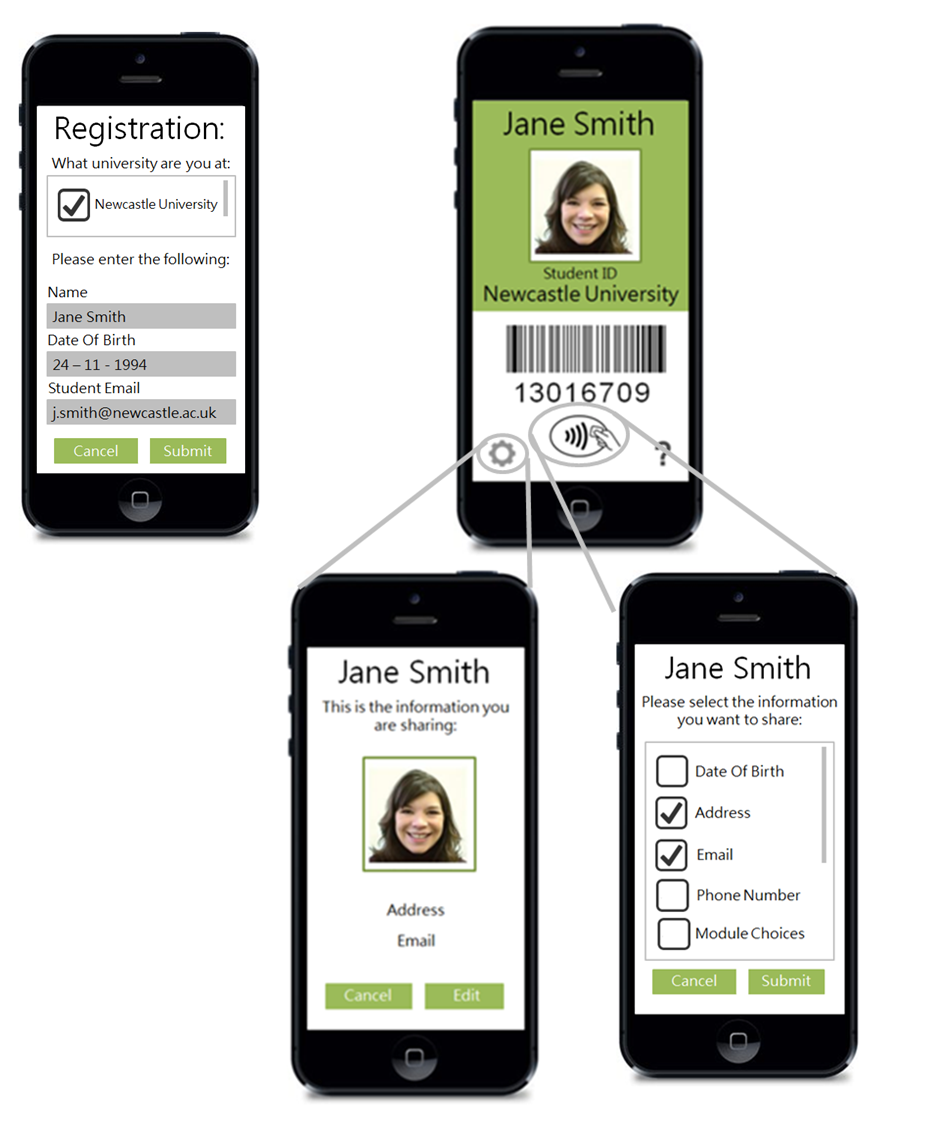 Registration:
What university are you at:
Newcastle University
Please enter the following:
Name
Jane Smith
Date Of Birth
24 – 11 - 1994
Student Email
j.smith@newcastle.ac.uk
Cancel Submit
Jane Smith
Student ID
Newcastle University
13016709
?
Jane Smith
This is the information you
are sharing:
Address
Email
Cancel Edit
Jane Smith
Please select the information
you want to share:
Date Of Birth
Address
Email
Phone Number
Module Choices
Cancel Submit